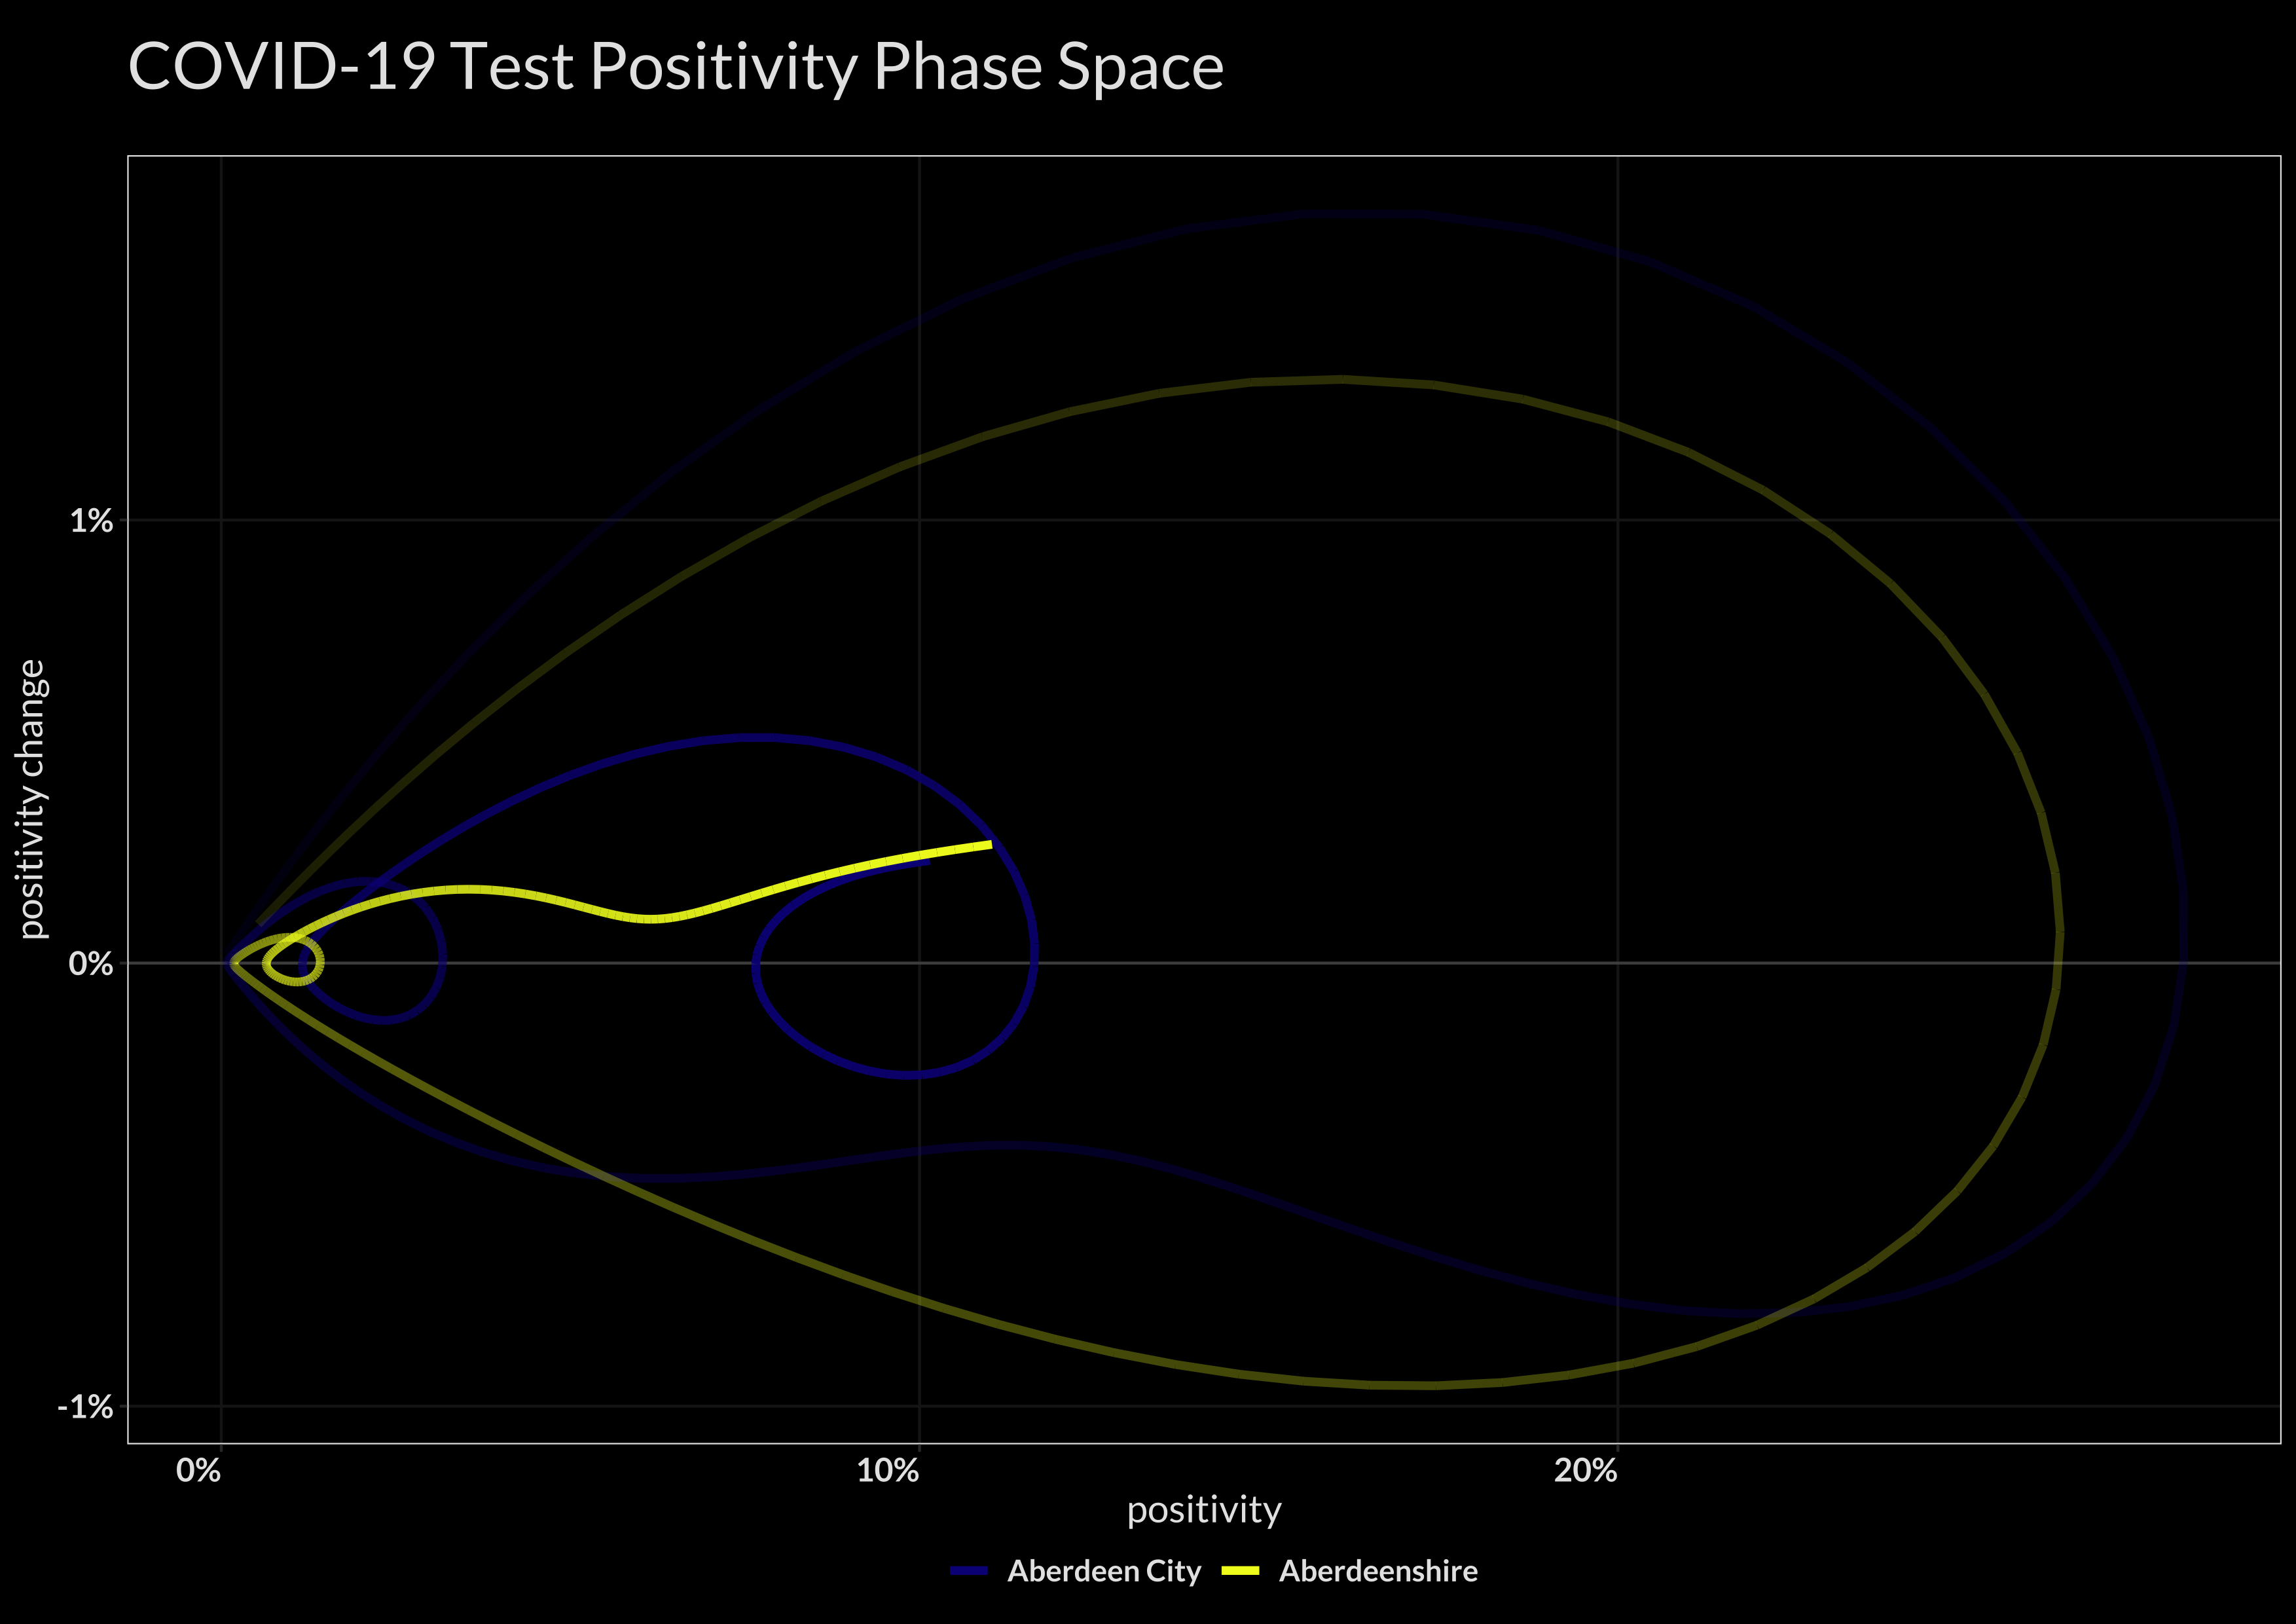 COVID-19 Test Positivity Phase Space
positivity change
1%
0%
-1%
0%
10%
20%
positivity
Aberdeen City
Aberdeenshire